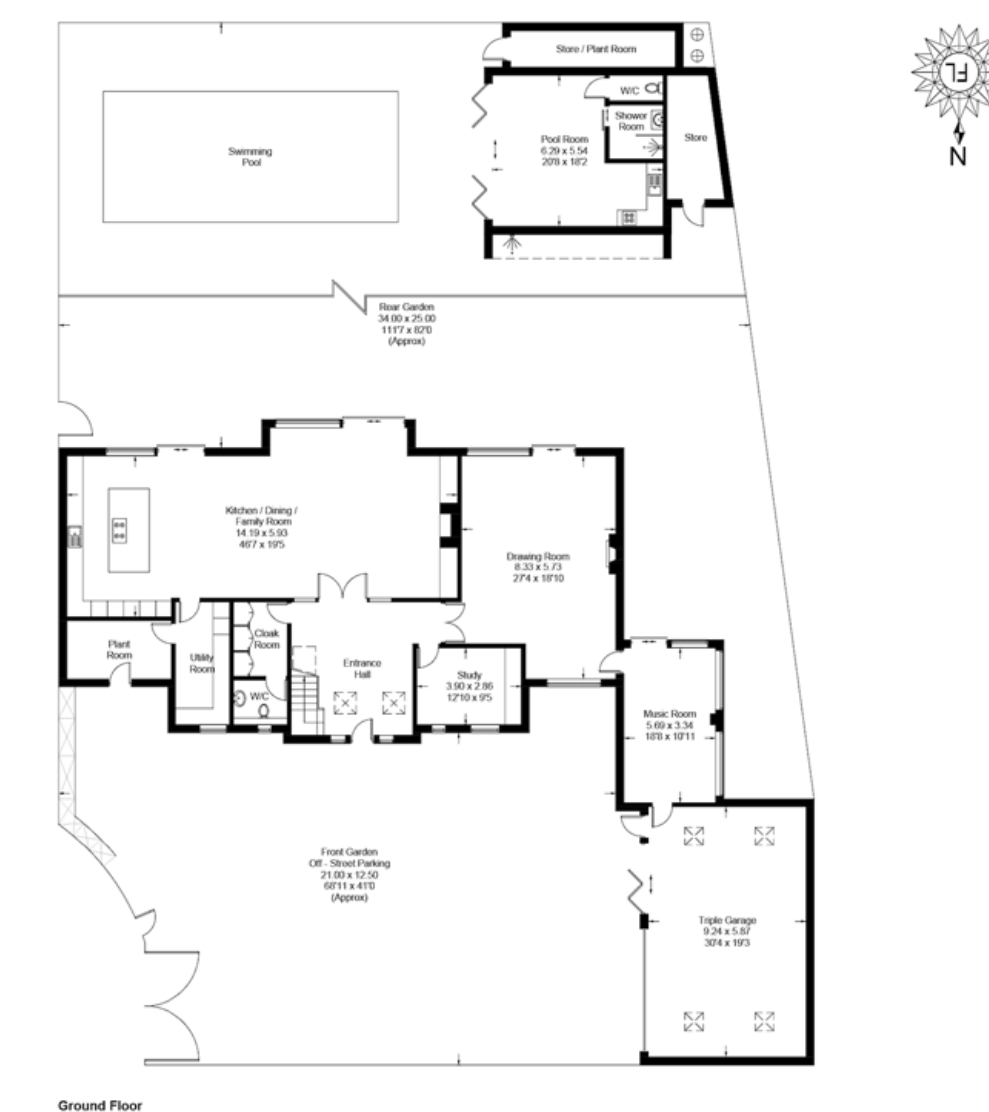 Store / Plant Room
W/C
Shower
Room
Store
Pool Room
6.29 x 5.54
20'8 x 18'2
Swimming
Pool
FL
N
Rear Garden
34.00 x 25.00
111'7 x 82'0
(Approx)
Kitchen / Dining /
Family Room
14.19 x 5.93
46'7 x 19'5
Drawing Room
8.33 x 5.73
27'4 x 18'10
Plant
Room
Utility
Room
Cloak
Room
W/C
Entrance
Hall
Study
3.90 x 2.86
12'10 x 9'5
Music Room
5.69 x 3.34
18'8 x 10'11
Front Garden
Off - Street Parking
21.00 x 12.50
68'11 x 41'0
(Approx)
Triple Garage
9.24 x 5.87
30'4 x 19'3
Ground Floor